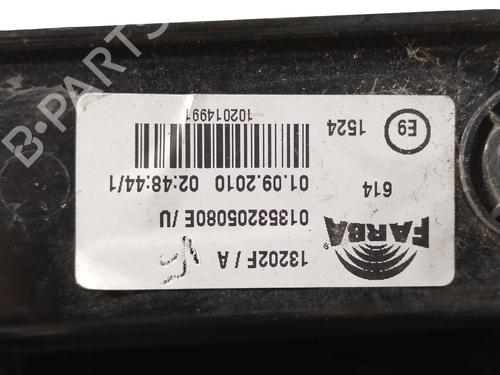 FARBA
®
13202F / A
01353205080E /U
614
01.09.2010 02:48:44/1
102014991
E9
1524
B-PARTS